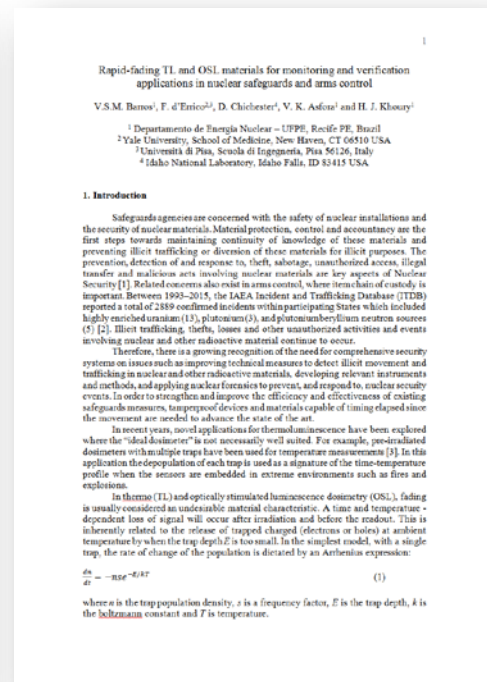 1
Rapid-fading TL and OSL materials for monitoring and verification
applications in nuclear safeguards and arms control
V.S.M. Barros¹, F. d'Errico²,³, D. Chichester⁴, V. K. Asfora¹ and H. J. Khoury¹
¹ Departamento de Energia Nuclear – UFPE, Recife PE, Brazil
² Yale University, School of Medicine, New Haven, CT 06510 USA
³ Università di Pisa, Scuola di Ingegneria, Pisa 56126, Italy
⁴ Idaho National Laboratory, Idaho Falls, ID 83415 USA
1. Introduction
Safeguards agencies are concerned with the safety of nuclear installations and
the security of nuclear materials. Material protection, control and accountancy are the
first steps towards maintaining continuity of knowledge of these materials and
preventing illicit trafficking or diversion of these materials for illicit purposes. The
prevention, detection of and response to, theft, sabotage, unauthorized access, illegal
transfer and malicious acts involving nuclear materials are key aspects of Nuclear
Security [1]. Related concerns also exist in arms control, where item chain of custody is
important. Between 1993–2015, the IAEA Incident and Trafficking Database (ITDB)
reported a total of 2889 confirmed incidents within participating States which included
highly enriched uranium (13), plutonium (3), and plutonium beryllium neutron sources
(5) [2]. Illicit trafficking, thefts, losses and other unauthorized activities and events
involving nuclear and other radioactive material continue to occur.
Therefore, there is a growing recognition of the need for comprehensive security
systems on issues such as improving technical measures to detect illicit movement and
trafficking in nuclear and other radioactive materials, developing relevant instruments
and methods, and applying nuclear forensics to prevent, and respond to, nuclear security
events. In order to strengthen and improve the efficiency and effectiveness of existing
safeguards measures, tamperproof devices and materials capable of timing elapsed since
the movement are needed to advance the state of the art.
In recent years, novel applications for thermoluminescence have been explored
where the "ideal dosimeter" is not necessarily well suited. For example, pre-irradiated
dosimeters with multiple traps have been used for temperature measurements [3]. In this
application the depopulation of each trap is used as a signature of the time-temperature
profile when the sensors are embedded in extreme environments such as fires and
explosions.
In thermo (TL) and optically stimulated luminescence dosimetry (OSL), fading
is usually considered an undesirable material characteristic. A time and temperature -
dependent loss of signal will occur after irradiation and before the readout. This is
inherently related to the release of trapped charged (electrons or holes) at ambient
temperature by when the trap depth E is too small. In the simplest model, with a single
trap, the rate of change of the population is dictated by an Arrhenius expression:
dn/dt = −nse^−E/kT (1)
where n is the trap population density, s is a frequency factor, E is the trap depth, k is
the boltzmann constant and T is temperature.